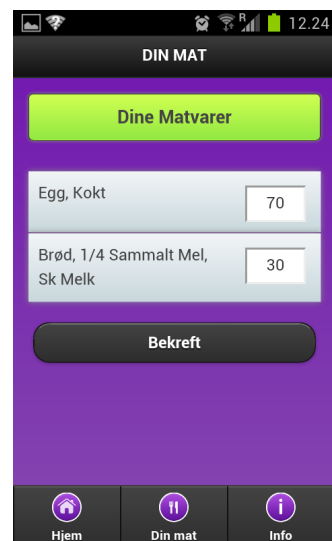 R 12.24
DIN MAT
Dine Matvarer
Egg, Kokt 70
Brød, 1/4 Sammalt Mel, 30
Sk Melk
Bekreft
Hjem Din mat Info